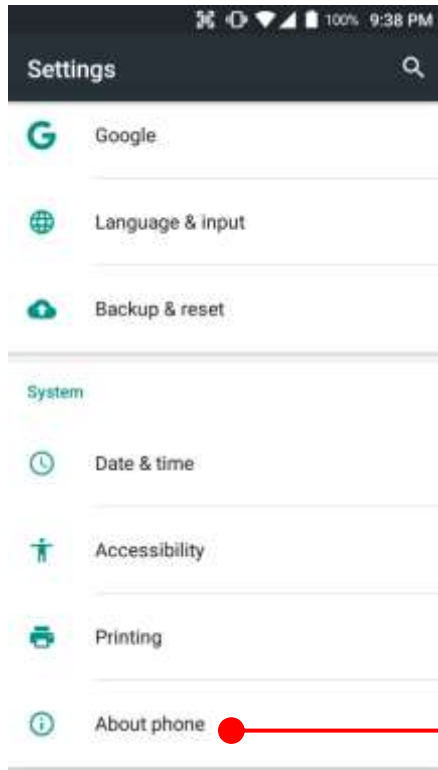 100% 9:38 PM
Settings
Google
Language & input
Backup & reset
System
Date & time
Accessibility
Printing
About phone